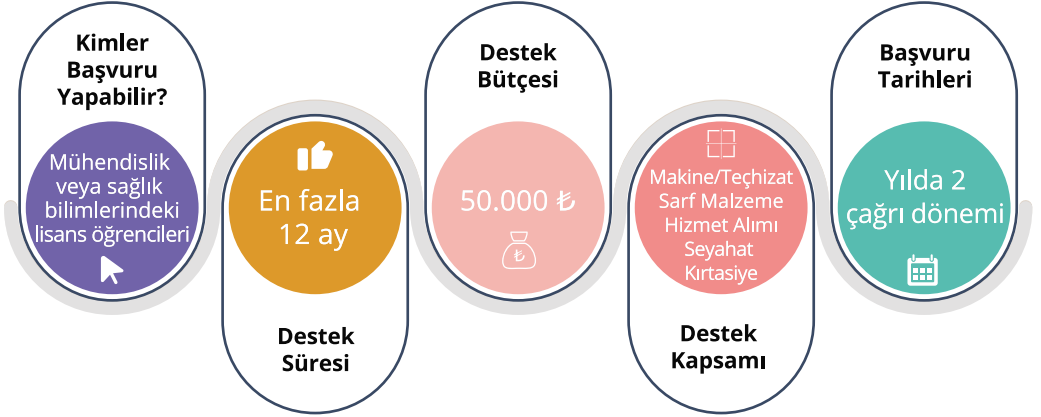 Kimler
Başvuru
Yapabilir?
Mühendislik
veya sağlık
bilimlerindeki
lisans öğrencileri
En fazla
12 ay
Destek
Süresi
Destek
Bütçesi
50.000 ₺
₺
Makine/Teçhizat
Sarf Malzeme
Hizmet Alımı
Seyahat
Kırtasiye
Destek
Kapsamı
Başvuru
Tarihleri
Yılda 2
çağrı dönemi